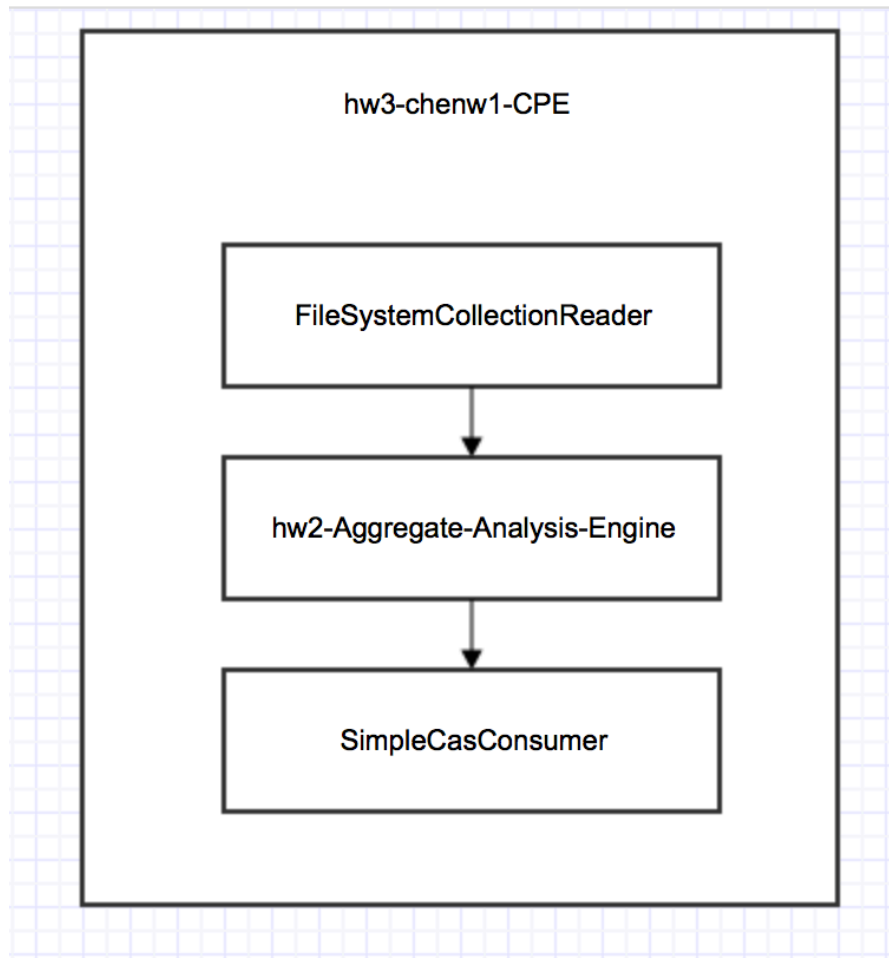 hw3-chenw1-CPE
FileSystemCollectionReader
hw2-Aggregate-Analysis-Engine
SimpleCasConsumer